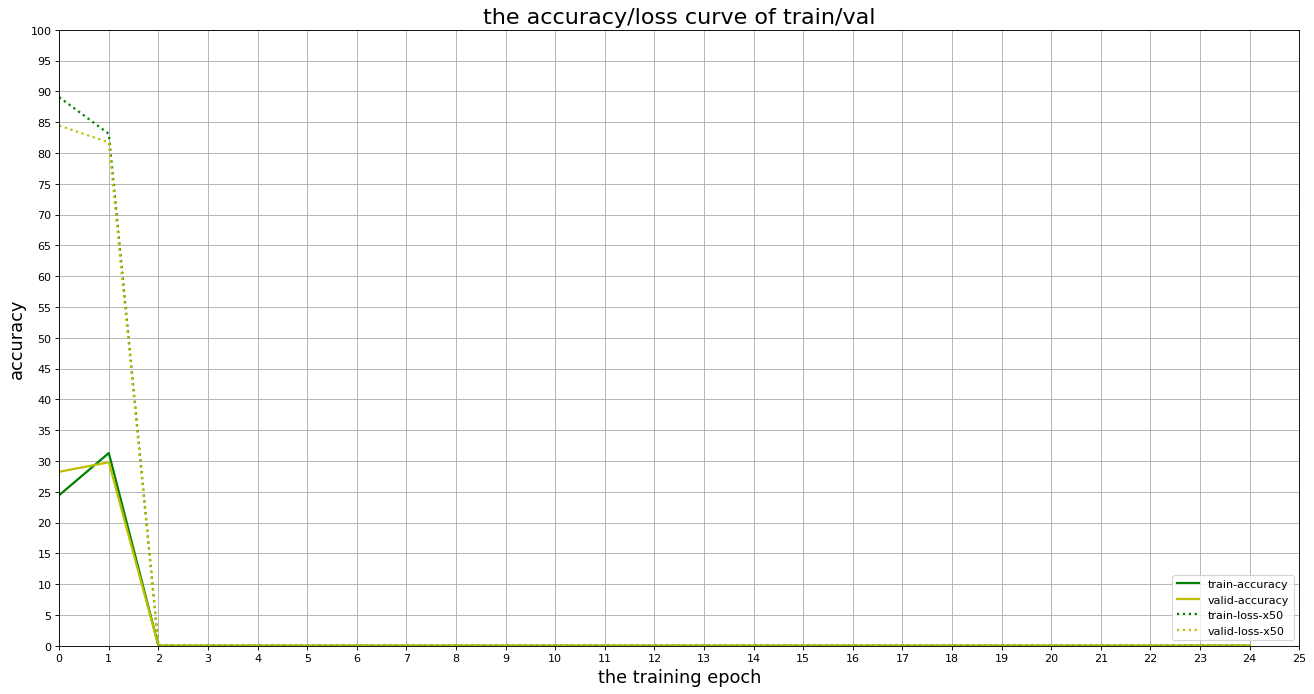 the accuracy/loss curve of train/val
100
95
90
85
80
75
70
65
60
55
50
45
40
35
30
25
20
15
10
5
0
accuracy
train-accuracy
valid-accuracy
train-loss-x50
valid-loss-x50
0 1 2 3 4 5 6 7 8 9 10 11 12 13 14 15 16 17 18 19 20 21 22 23 24 25
the training epoch